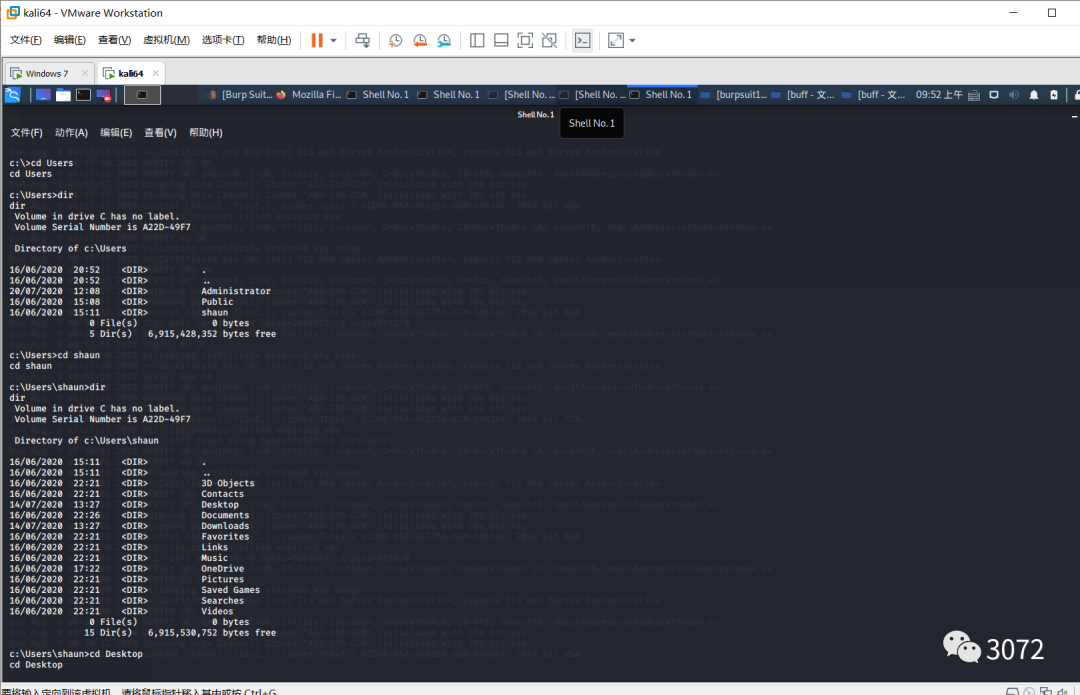 kali64 - VMware Workstation
文件(F) 编辑(E) 查看(V) 虚拟机(M) 选项卡(T) 帮助(H)
Windows 7 kali64
[Burp Suit... Mozilla Fi... Shell No. 1 Shell No. 1 [Shell No. ... [Shell No. ... Shell No. 1 [burpsuit1... [buff - 文... [buff - 文... 09:52 上午
Shell No. 1
Shell No. 1
文件(F) 动作(A) 编辑(E) 查看(V) 帮助(H)
c:\>cd Users
cd Users
c:\Users>dir
dir
Volume in drive C has no label.
Volume Serial Number is A22D-49F7
Directory of c:\Users
16/06/2020 20:52 <DIR> .
16/06/2020 20:52 <DIR> ..
20/07/2020 12:08 <DIR> Administrator
16/06/2020 15:08 <DIR> Public
16/06/2020 15:11 <DIR> shaun
0 File(s) 0 bytes
5 Dir(s) 6,915,428,352 bytes free
c:\Users>cd shaun
cd shaun
c:\Users\shaun>dir
dir
Volume in drive C has no label.
Volume Serial Number is A22D-49F7
Directory of c:\Users\shaun
16/06/2020 15:11 <DIR> .
16/06/2020 15:11 <DIR> ..
16/06/2020 22:21 <DIR> 3D Objects
16/06/2020 22:21 <DIR> Contacts
14/07/2020 13:27 <DIR> Desktop
16/06/2020 22:26 <DIR> Documents
14/07/2020 13:27 <DIR> Downloads
16/06/2020 22:21 <DIR> Favorites
16/06/2020 22:21 <DIR> Links
16/06/2020 22:21 <DIR> Music
16/06/2020 17:22 <DIR> OneDrive
16/06/2020 22:21 <DIR> Pictures
16/06/2020 22:21 <DIR> Saved Games
16/06/2020 22:21 <DIR> Searches
16/06/2020 22:21 <DIR> Videos
0 File(s) 0 bytes
15 Dir(s) 6,915,530,752 bytes free
c:\Users\shaun>cd Desktop
cd Desktop
3072
要将输入定向到该虚拟机，请将鼠标指针移入其中或按 Ctrl+G